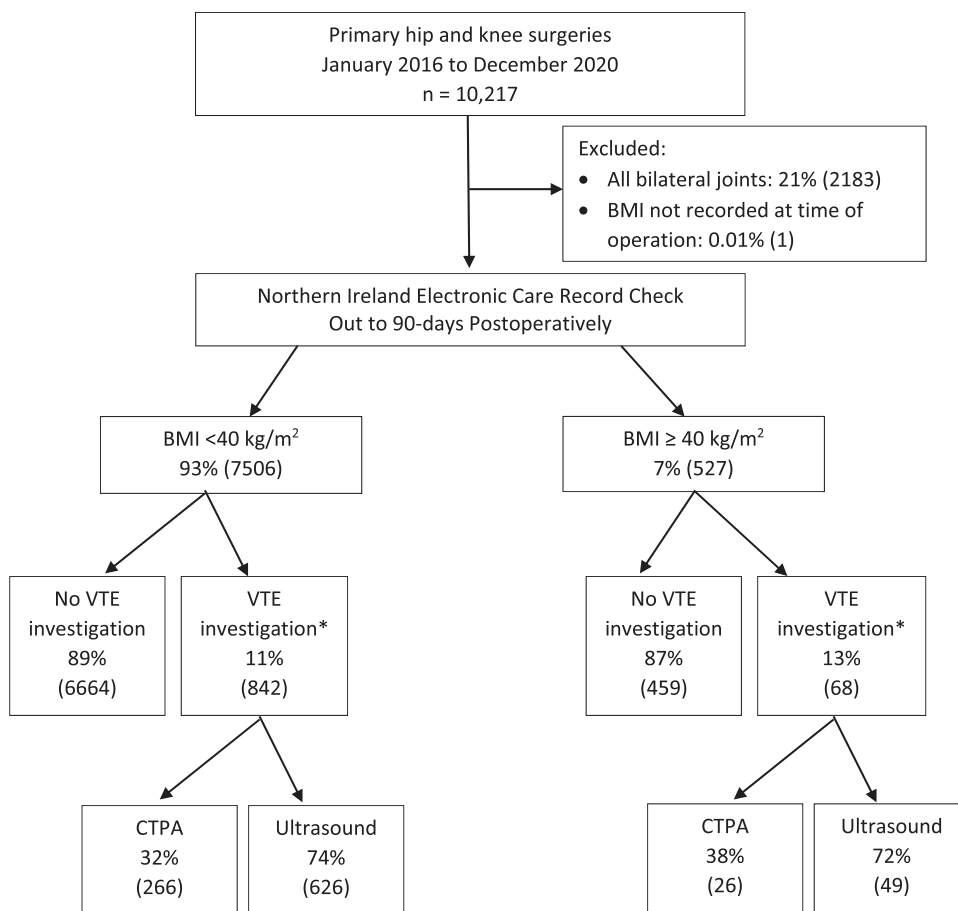 Primary hip and knee surgeries
January 2016 to December 2020
n = 10,217
Excluded:
• All bilateral joints: 21% (2183)
• BMI not recorded at time of
operation: 0.01% (1)
Northern Ireland Electronic Care Record Check
Out to 90-days Postoperatively
BMI <40 kg/m²
93% (7506)
BMI ≥ 40 kg/m²
7% (527)
No VTE
investigation
89%
(6664)
VTE
investigation*
11%
(842)
No VTE
investigation
87%
(459)
VTE
investigation*
13%
(68)
CTPA
32%
(266)
Ultrasound
74%
(626)
CTPA
38%
(26)
Ultrasound
72%
(49)